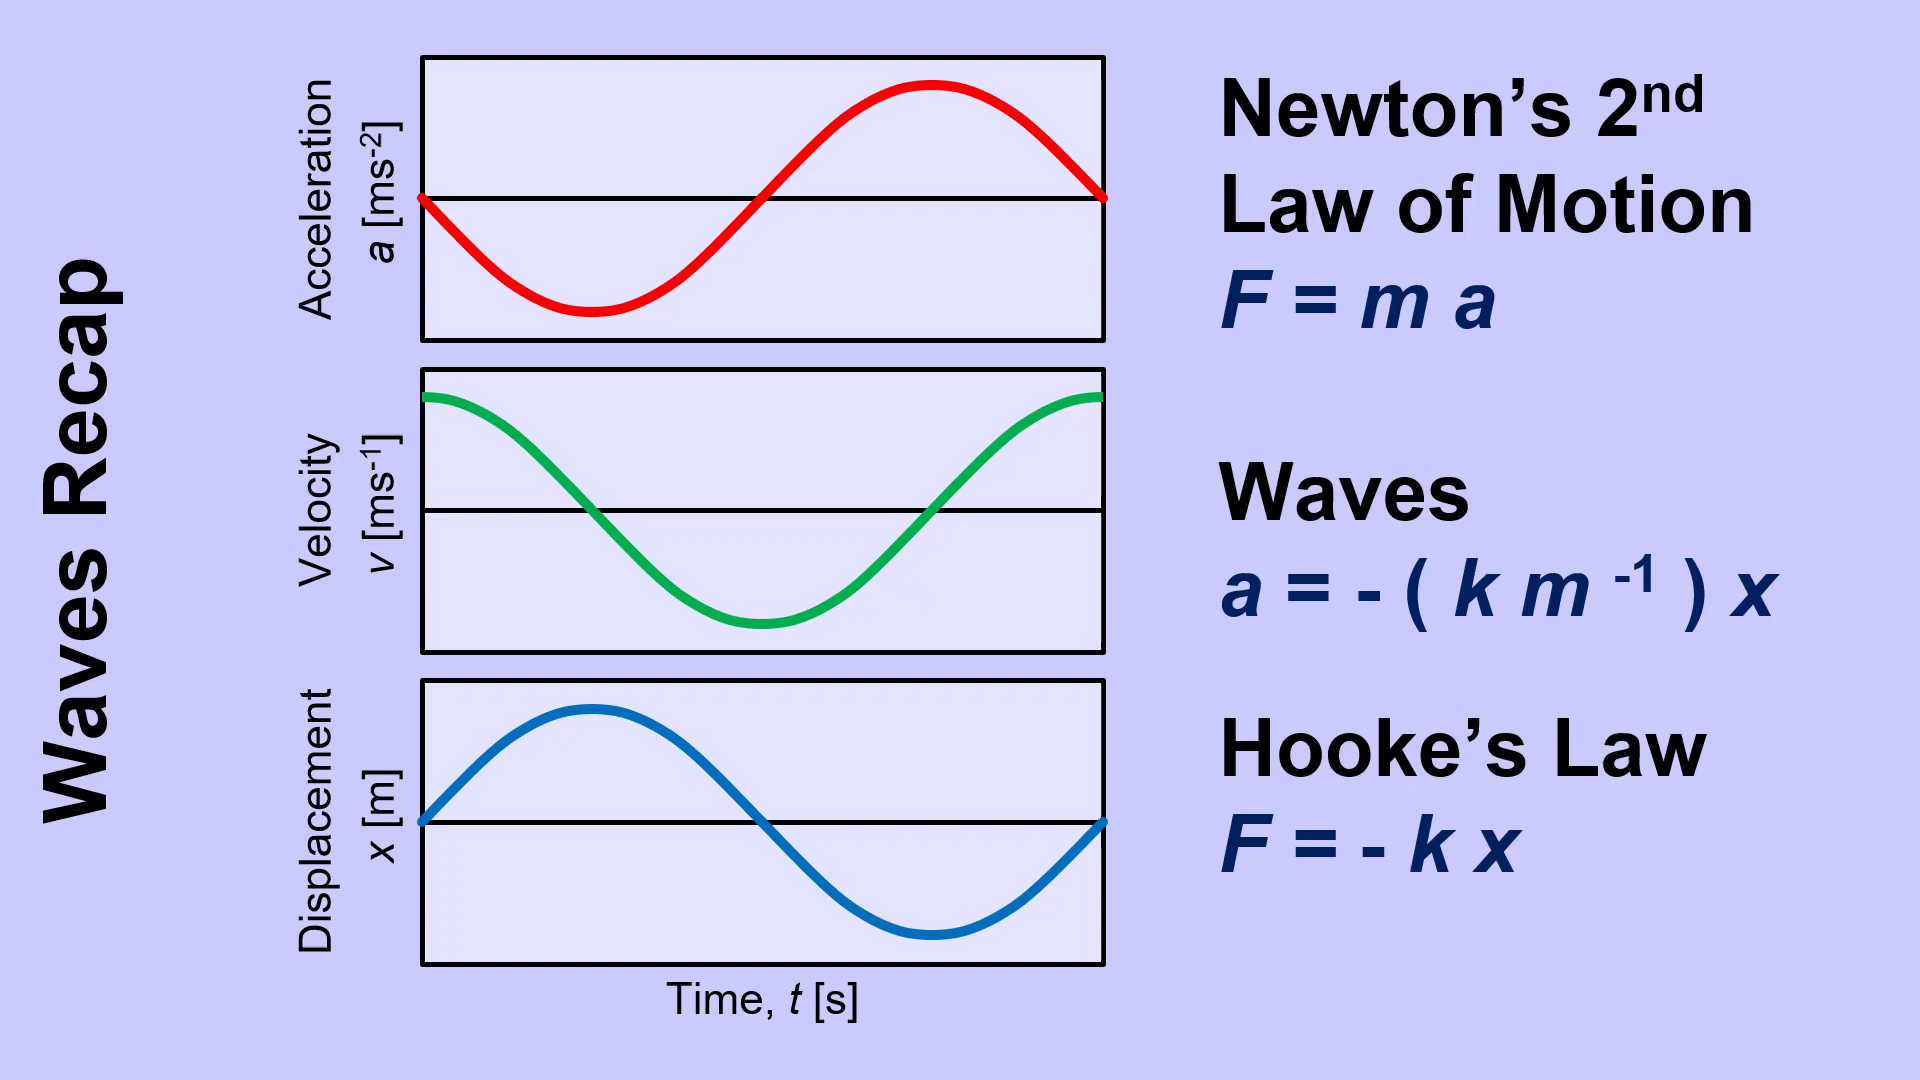 Waves Recap
Acceleration
a [ms⁻²]
Velocity
v [ms⁻¹]
Displacement
x [m]
Time, t [s]
Newton’s 2ⁿᵈ
Law of Motion
F = m a
Waves
a = - ( k m ⁻¹ ) x
Hooke’s Law
F = - k x